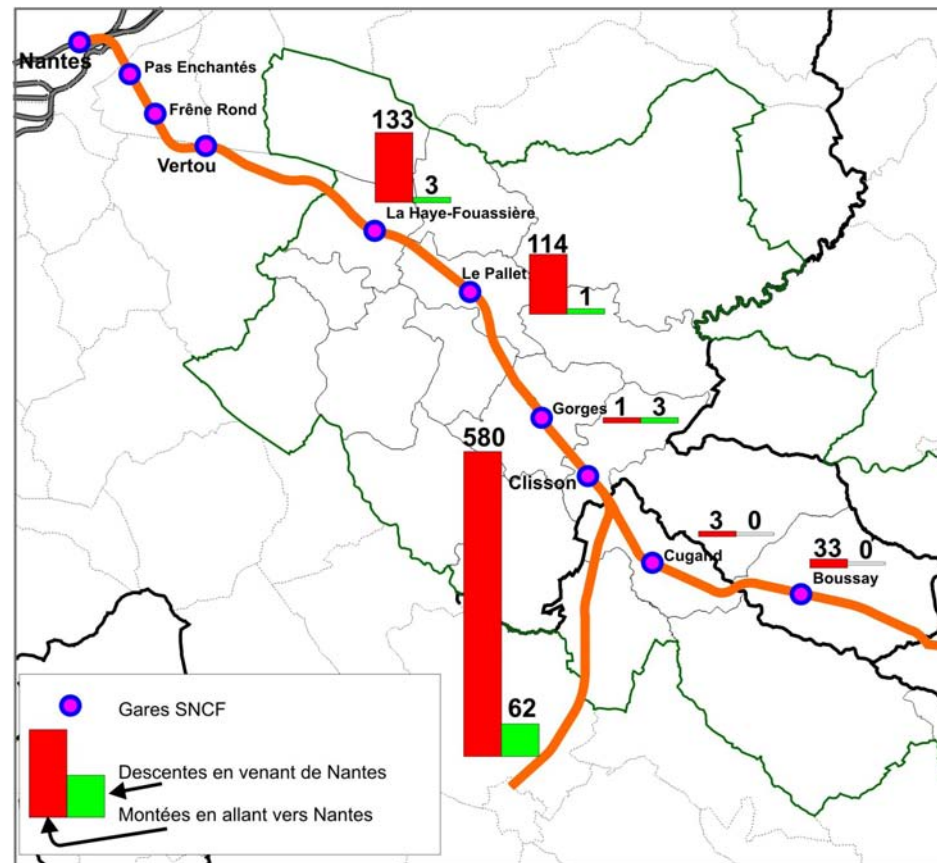 Nantes
Pas Enchantés
Frêne Rond
Vertou
133
3
La Haye-Fouassière
114
Le Pallet
1
Gorges
1 3
580
Clisson
3 0
33 0
Cugand
Boussay
62
Gares SNCF
Descentes en venant de Nantes
Montées en allant vers Nantes